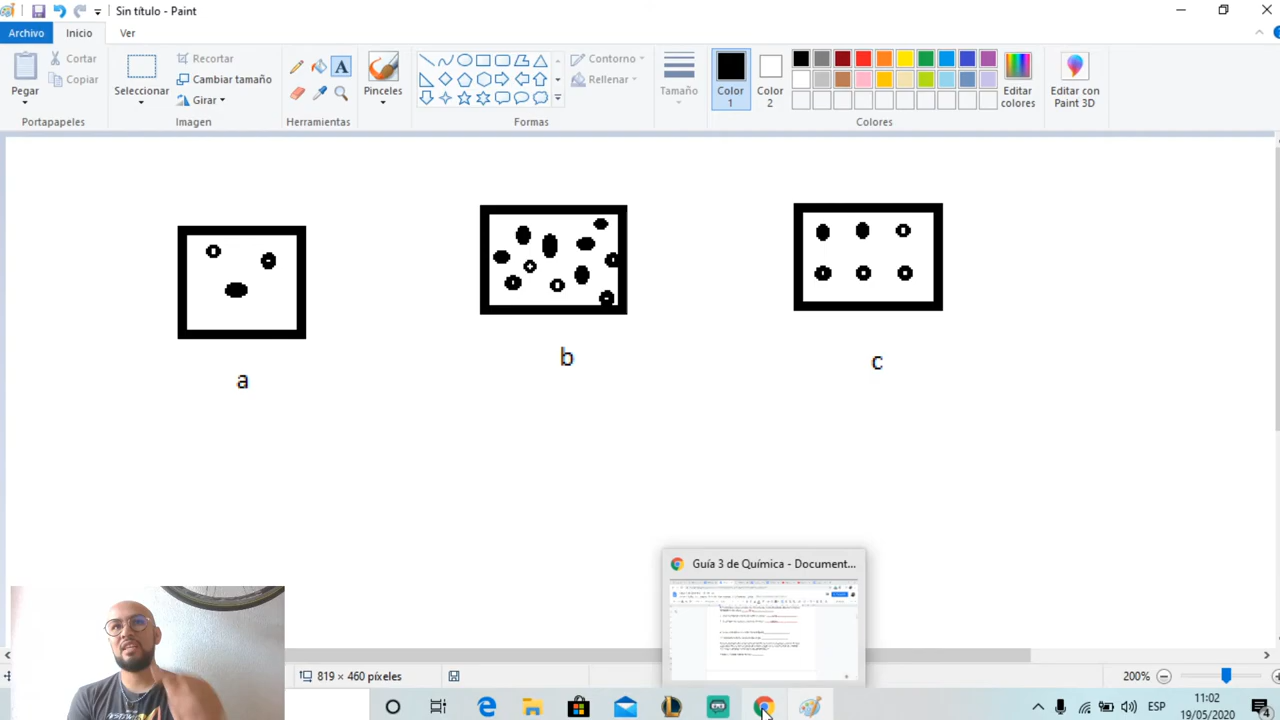 Sin título - Paint
Archivo Inicio Ver
Pegar
Portapapeles
Cortar
Copiar
Seleccionar
Recortar
Cambiar tamaño
Girar
Imagen
A
Herramientas
Pinceles
Formas
Contorno
Rellenar
Tamaño
Color 1
Color 2
Colores
Editar colores
Editar con Paint 3D
a
b
c
Guía 3 de Química - Document...
819 × 460 píxeles
200%
ESP
11:02
19/05/2020